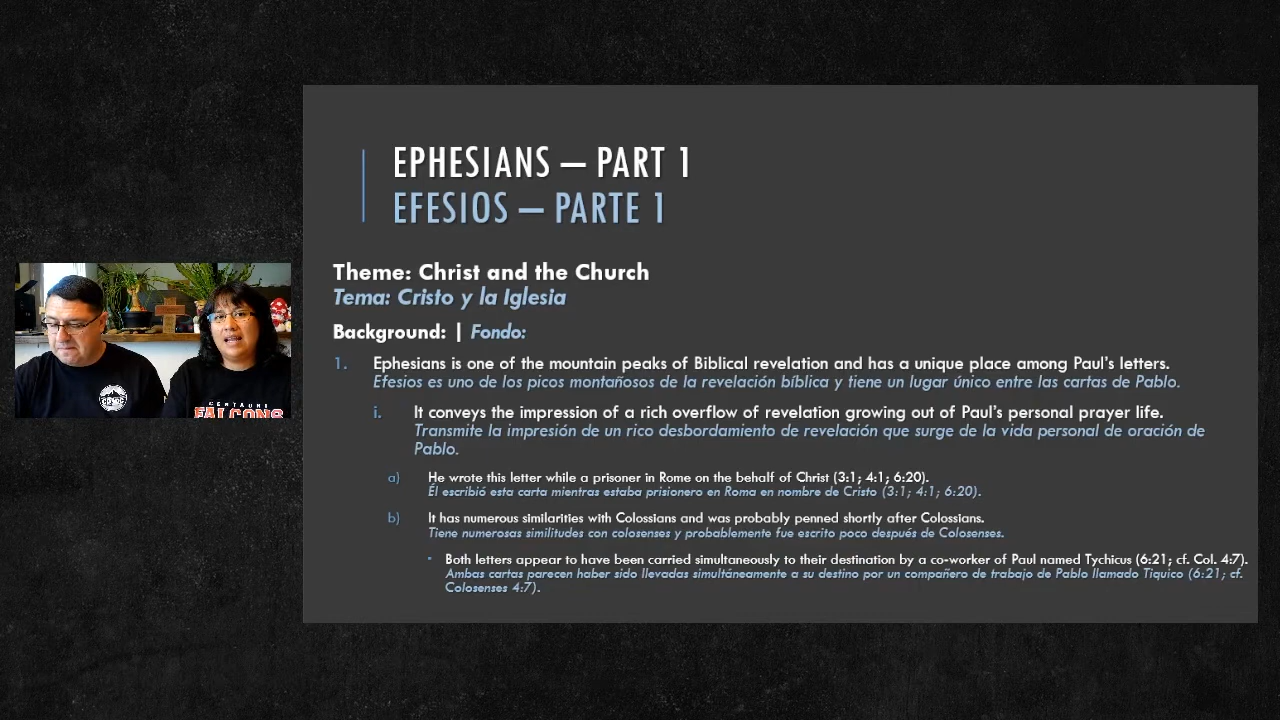 EPHESIANS – PART 1
EFESIOS – PARTE 1
Theme: Christ and the Church
Tema: Cristo y la Iglesia
Background: | Fondo:
1. Ephesians is one of the mountain peaks of Biblical revelation and has a unique place among Paul's letters.
Efesios es uno de los picos montañosos de la revelación bíblica y tiene un lugar único entre las cartas de Pablo.
i. It conveys the impression of a rich overflow of revelation growing out of Paul's personal prayer life.
Transmite la impresión de un rico desbordamiento de revelación que surge de la vida personal de oración de
Pablo.
a) He wrote this letter while a prisoner in Rome on the behalf of Christ (3:1; 4:1; 6:20).
Él escribió esta carta mientras estaba prisionero en Roma en nombre de Cristo (3:1; 4:1; 6:20).
b) It has numerous similarities with Colossians and was probably penned shortly after Colossians.
Tiene numerosas similitudes con colosenses y probablemente fue escrito poco después de Colosenses.
▪ Both letters appear to have been carried simultaneously to their destination by a co-worker of Paul named Tychicus (6:21; cf. Col. 4:7).
Ambas cartas parecen haber sido llevadas simultáneamente a su destino por un compañero de trabajo de Pablo llamado Tiquico (6:21; cf.
Colosenses 4:7).
CENTAURI
FALCONS